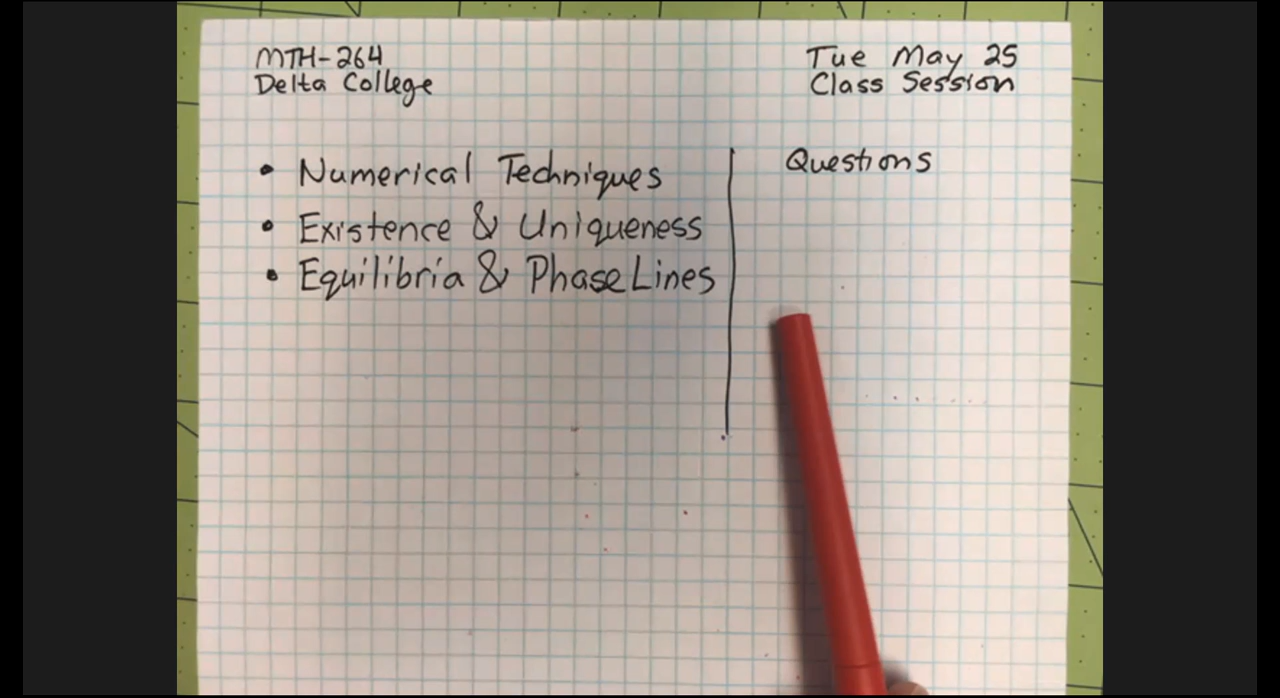 MTH-264
Delta College
Tue May 25
Class Session
• Numerical Techniques
• Existence & Uniqueness
• Equilibria & Phase Lines
Questions